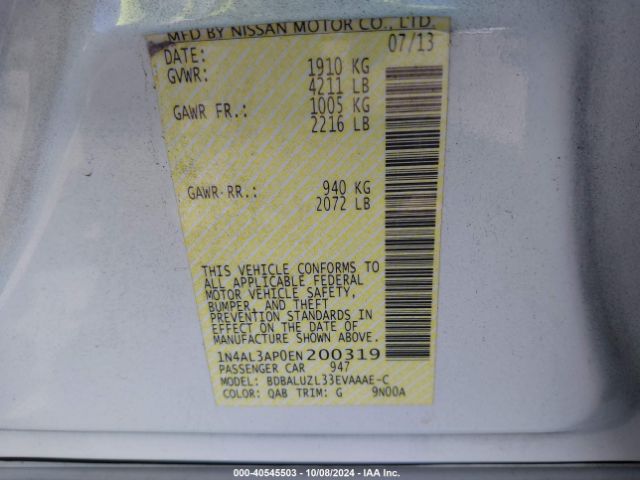 MFD BY NISSAN MOTOR CO., LTD.
DATE: 07/13
GVWR: 1910 KG
4211 LB
GAWR FR.: 1005 KG
2216 LB
GAWR RR.: 940 KG
2072 LB
THIS VEHICLE CONFORMS TO
ALL APPLICABLE FEDERAL
MOTOR VEHICLE SAFETY,
BUMPER, AND THEFT
PREVENTION STANDARDS IN
EFFECT ON THE DATE OF
MANUFACTURE SHOWN ABOVE.
1N4AL3AP0EN200319
PASSENGER CAR 947
MODEL: BDBALUZL33EVAAAE-C
COLOR: QAB TRIM: G 9N00A
000-40545503 - 10/08/2024 - IAA Inc.